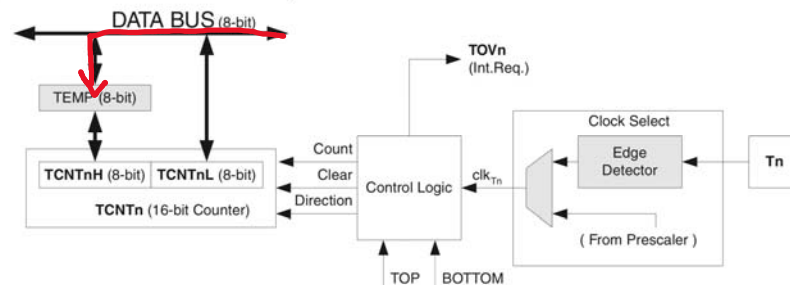 DATA BUS (8-bit)
TOVn
(Int.Req.)
TEMP (8-bit)
Clock Select
Count
Edge
Detector
Tn
TCNTnH (8-bit) TCNTnL (8-bit)
Clear
Control Logic
clkTn
Direction
TCNTn (16-bit Counter)
( From Prescaler )
TOP
BOTTOM